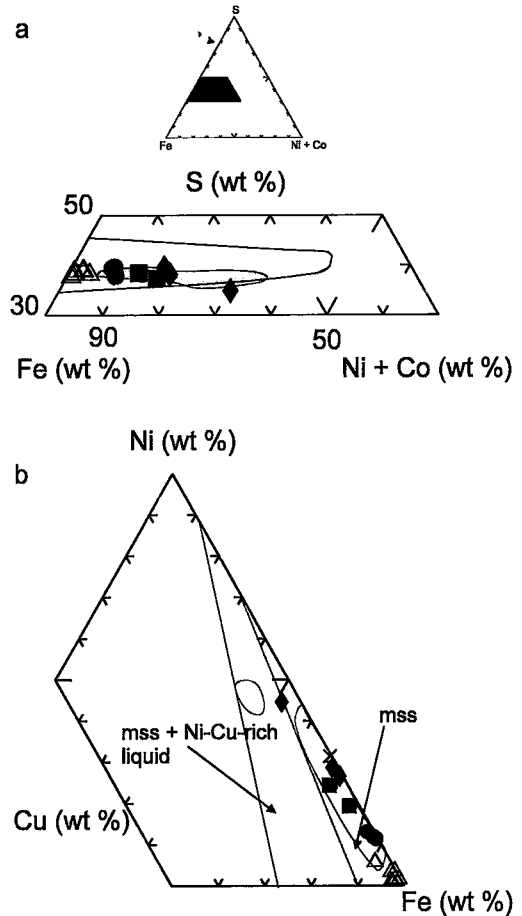 a
S
Fe
Ni + Co
S (wt %)
50
30
90
50
Fe (wt %)
Ni + Co (wt %)
b
Ni (wt %)
mss
mss + Ni-Cu-rich
liquid
Cu (wt %)
Fe (wt %)